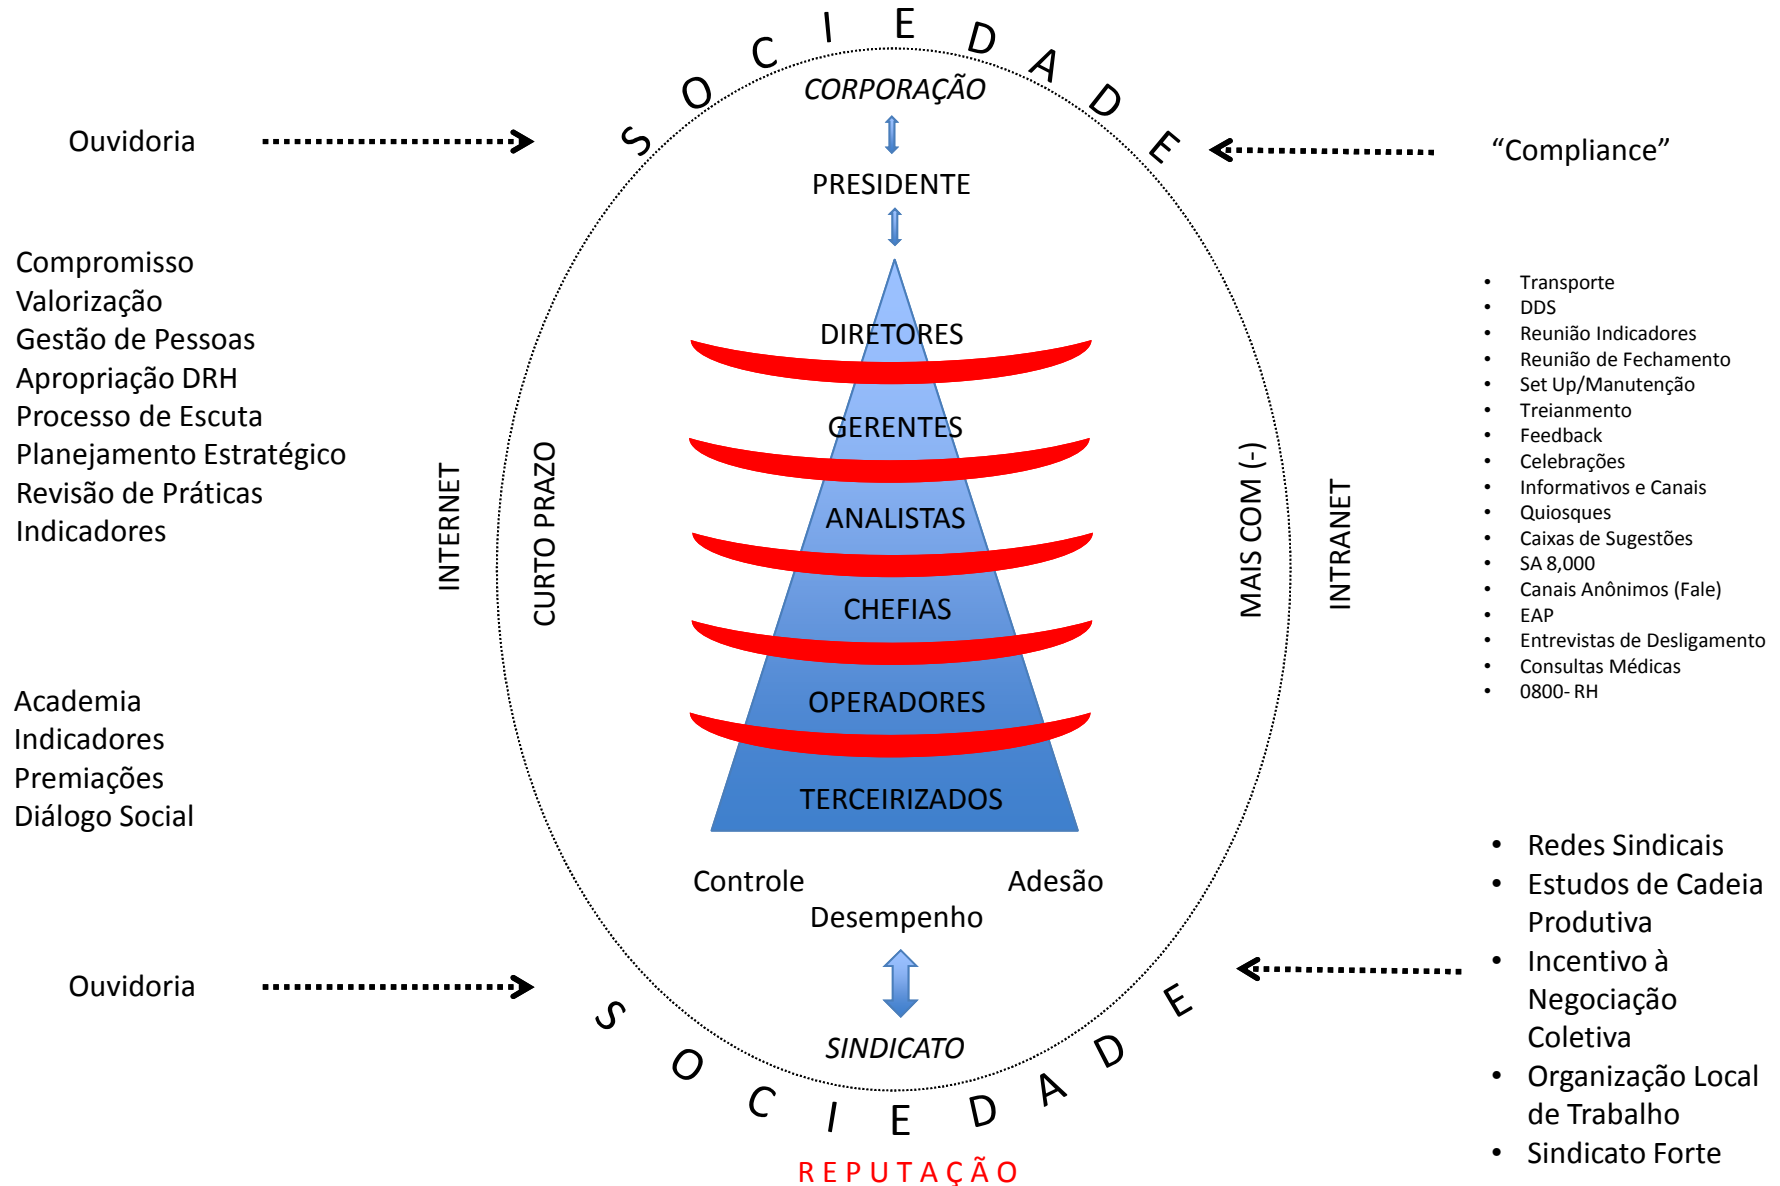 S O C I E D A D E
CORPORAÇÃO
PRESIDENTE
DIRETORES
GERENTES
ANALISTAS
CHEFIAS
OPERADORES
TERCEIRIZADOS
Controle
Adesão
Desempenho
SINDICATO
S O C I E D A D E
R E P U T A Ç Ã O
Ouvidoria
Compromisso
Valorização
Gestão de Pessoas
Apropriação DRH
Processo de Escuta
Planejamento Estratégico
Revisão de Práticas
Indicadores
INTERNET
CURTO PRAZO
Academia
Indicadores
Premiações
Diálogo Social
Ouvidoria
“Compliance”
MAIS COM (-)
INTRANET
• Transporte
• DDS
• Reunião Indicadores
• Reunião de Fechamento
• Set Up/Manutenção
• Treianmento
• Feedback
• Celebrações
• Informativos e Canais
• Quiosques
• Caixas de Sugestões
• SA 8,000
• Canais Anônimos (Fale)
• EAP
• Entrevistas de Desligamento
• Consultas Médicas
• 0800- RH
• Redes Sindicais
• Estudos de Cadeia
Produtiva
• Incentivo à
Negociação
Coletiva
• Organização Local
de Trabalho
• Sindicato Forte